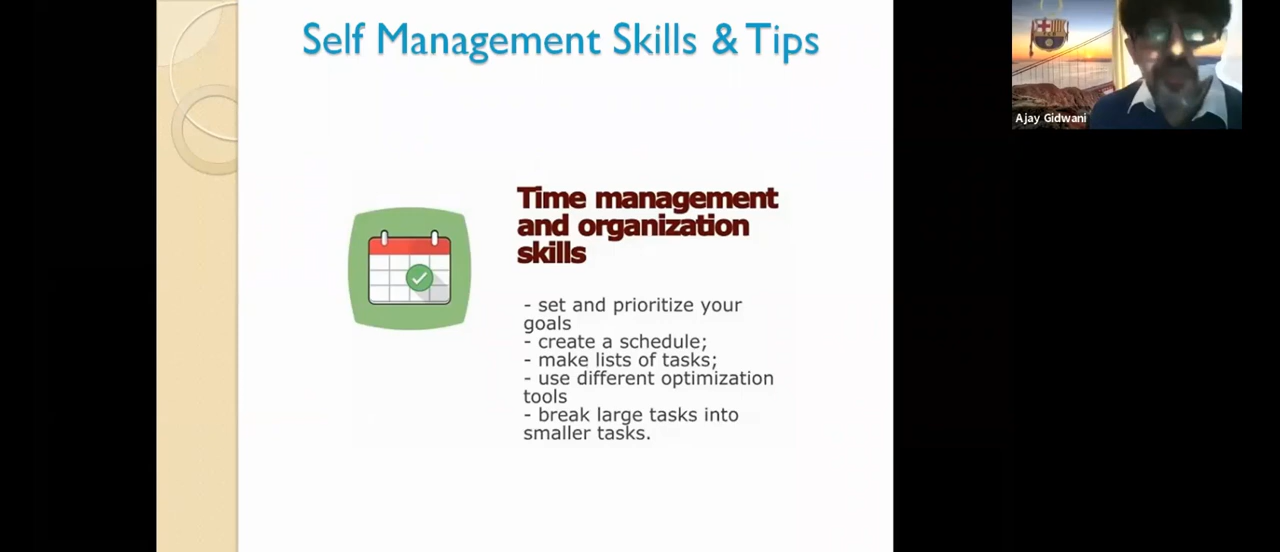 Self Management Skills & Tips
Ajay Gidwani
Time management
and organization
skills
- set and prioritize your
goals
- create a schedule;
- make lists of tasks;
- use different optimization
tools
- break large tasks into
smaller tasks.